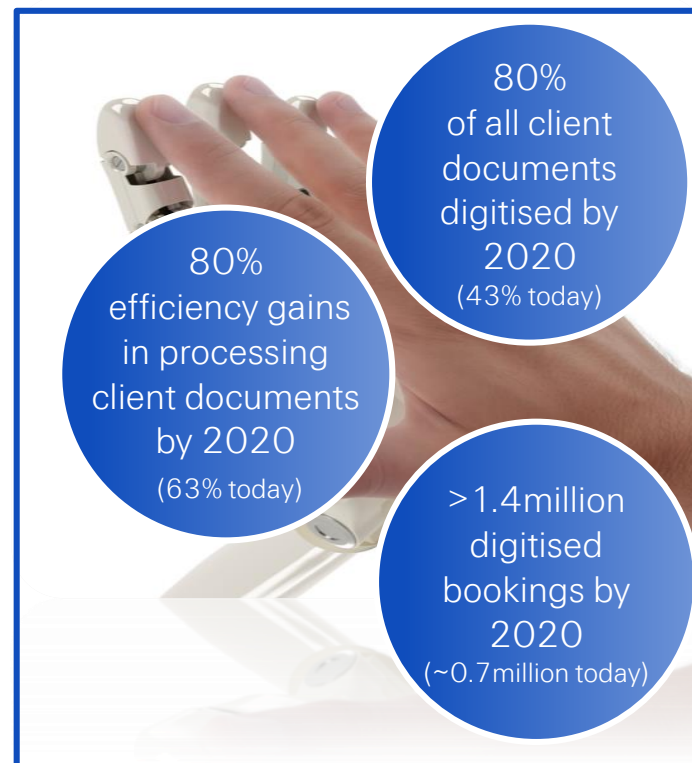 80%
of all client
documents
digitised by
2020
(43% today)
80%
efficiency gains
in processing
client documents
by 2020
(63% today)
>1.4million
digitised
bookings by
2020
(~0.7million today)